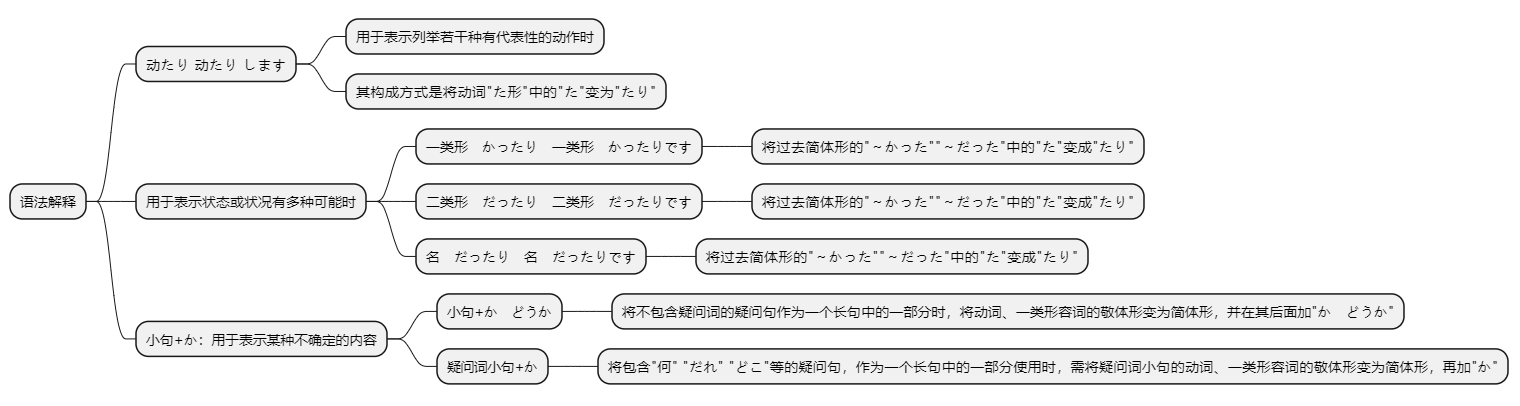 语法解释
动たり 动たり します
用于表示列举若干种有代表性的动作时
其构成方式是将动词"た形"中的"た"变为"たり"
用于表示状态或状况有多种可能时
一类形　かったり　一类形　かったりです
将过去简体形的"～かった""～だった"中的"た"变成"たり"
二类形　だったり　二类形　だったりです
将过去简体形的"～かった""～だった"中的"た"变成"たり"
名　だったり　名　だったりです
将过去简体形的"～かった""～だった"中的"た"变成"たり"
小句+か：用于表示某种不确定的内容
小句+か　どうか
将不包含疑问词的疑问句作为一个长句中的一部分时，将动词、一类形容词的敬体形变为简体形，并在其后面加"か　どうか"
疑问词小句+か
将包含"何" "だれ" "どこ"等的疑问句，作为一个长句中的一部分使用时，需将疑问词小句的动词、一类形容词的敬体形变为简体形，再加"か"